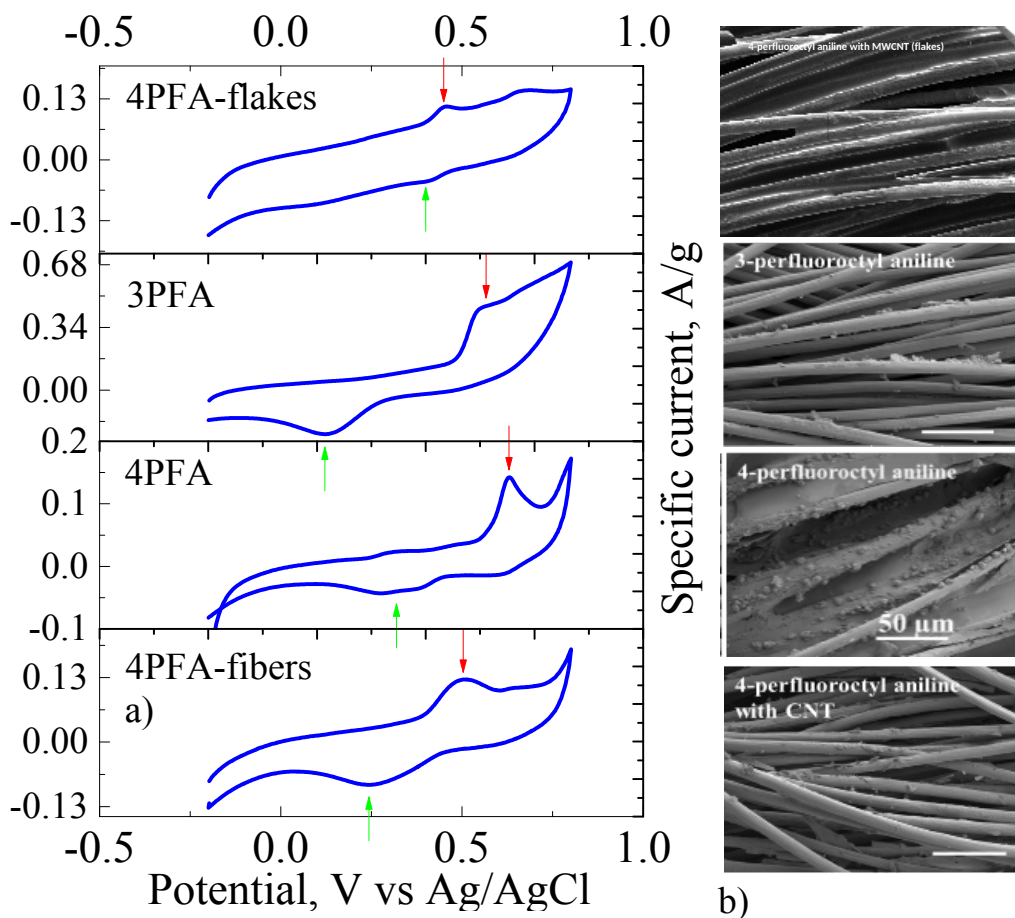 -0.5 0.0 0.5 1.0
4PFA-flakes
0.13
0.00
-0.13
3PFA
0.68
0.34
0.00
4PFA
0.2
0.1
0.0
-0.1
4PFA-fibers
a)
0.13
0.00
-0.13
-0.5 0.0 0.5 1.0
Potential, V vs Ag/AgCl
Specific current, A/g
4-perfluoroctyl aniline with MWCNT (flakes)
3-perfluoroctyl aniline
4-perfluoroctyl aniline
50 µm
4-perfluoroctyl aniline
with CNT
b)